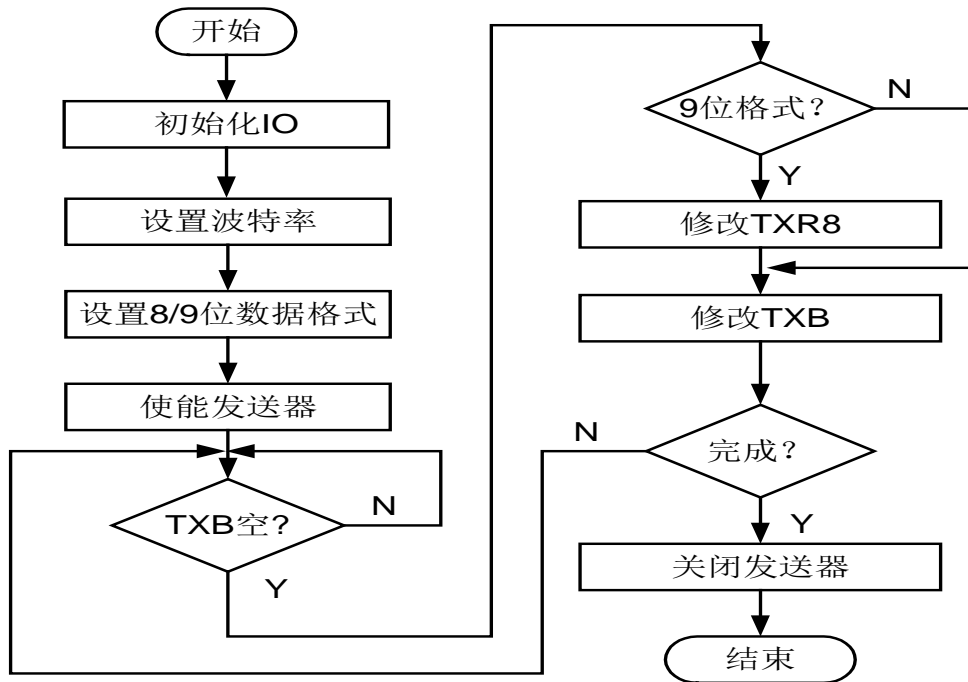 开始
初始化IO
设置波特率
设置8/9位数据格式
使能发送器
TXB空?
N
Y
9位格式？
N
Y
修改TXR8
修改TXB
完成？
N
Y
关闭发送器
结束